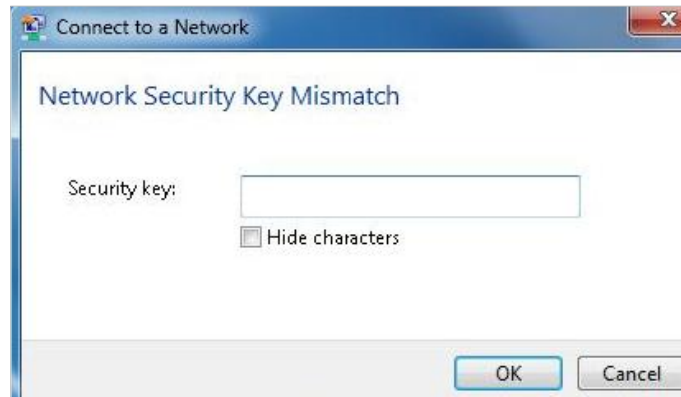 Connect to a Network
Network Security Key Mismatch
Security key:
Hide characters
OK Cancel